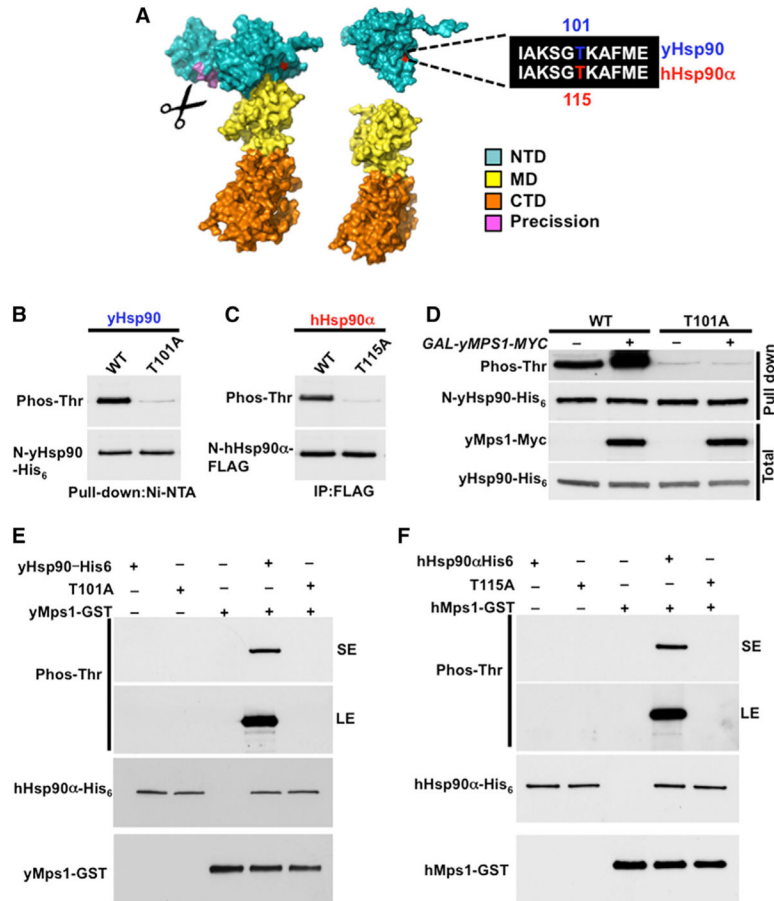 A
101
IAKSGTKAFME yHsp90
IAKSGTKAFME hHsp90α
115
NTD
MD
CTD
Precission
B
yHsp90
WT T101A
Phos-Thr
N-yHsp90
-His6
Pull-down:Ni-NTA
C
hHsp90α
WT T115A
Phos-Thr
N-hHsp90α-
FLAG
IP:FLAG
D
WT T101A
GAL-yMPS1-MYC – + – +
Phos-Thr
N-yHsp90-His6
Pull down
yMps1-Myc
yHsp90-His6
Total
E
yHsp90–His6 + – – + –
T101A – + – – +
yMps1-GST – – + + +
SE
Phos-Thr
LE
hHsp90α-His6
yMps1-GST
F
hHsp90αHis6 + – – + –
T115A – + – – +
hMps1-GST – – + + +
SE
Phos-Thr
LE
hHsp90α-His6
hMps1-GST